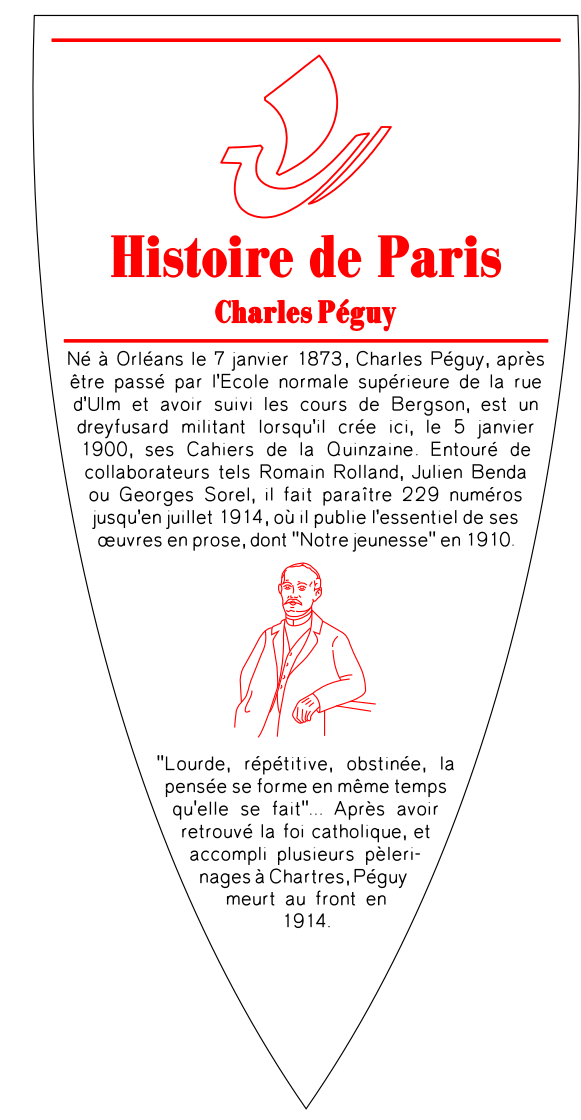 Histoire de Paris
Charles Péguy
Né à Orléans le 7 janvier 1873, Charles Péguy, après
être passé par l'Ecole normale supérieure de la rue
d'Ulm et avoir suivi les cours de Bergson, est un
dreyfusard militant lorsqu'il crée ici, le 5 janvier
1900, ses Cahiers de la Quinzaine. Entouré de
collaborateurs tels Romain Rolland, Julien Benda
ou Georges Sorel, il fait paraître 229 numéros
jusqu'en juillet 1914, où il publie l'essentiel de ses
œuvres en prose, dont "Notre jeunesse" en 1910.
"Lourde, répétitive, obstinée, la
pensée se forme en même temps
qu'elle se fait"... Après avoir
retrouvé la foi catholique, et
accompli plusieurs pèleri-
nages à Chartres, Péguy
meurt au front en
1914.